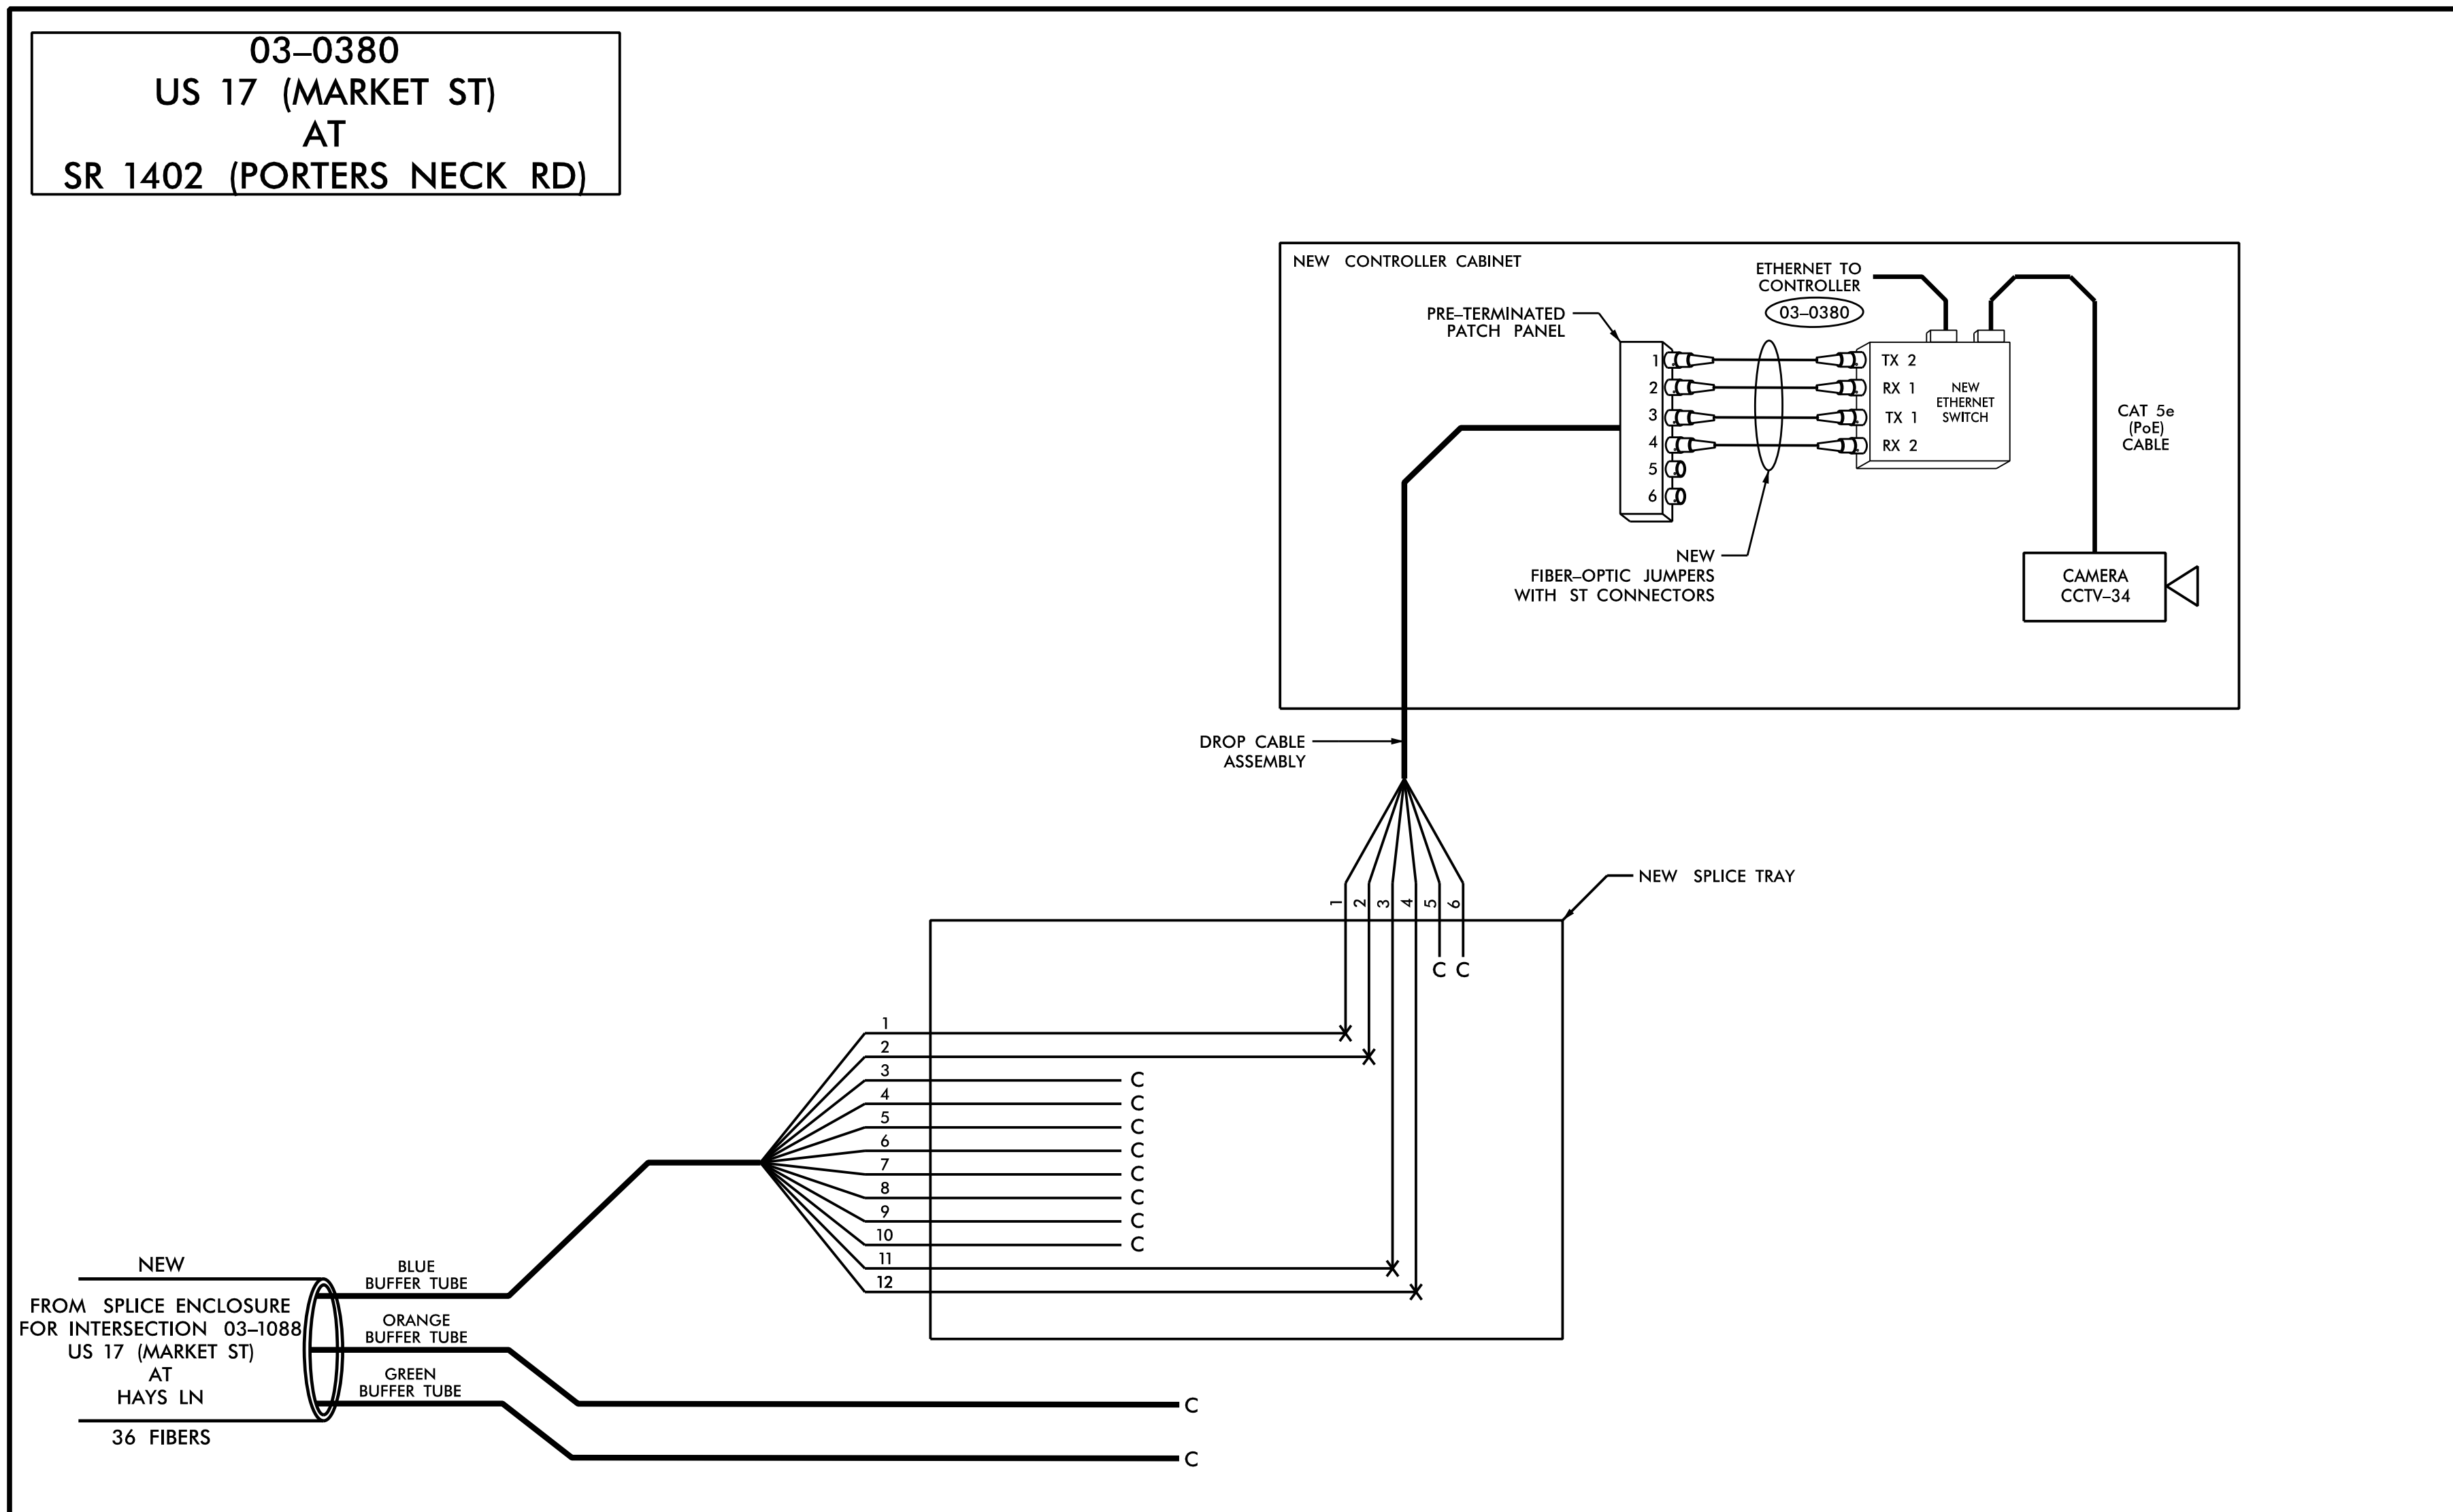 03–0380
US 17 (MARKET ST)
AT
SR 1402 (PORTERS NECK RD)
NEW CONTROLLER CABINET
ETHERNET TO
CONTROLLER
03–0380
PRE–TERMINATED
PATCH PANEL
1
2
3
4
5
6
TX 2
RX 1
TX 1
RX 2
NEW
ETHERNET
SWITCH
CAT 5e
(PoE)
CABLE
NEW
FIBER–OPTIC JUMPERS
WITH ST CONNECTORS
CAMERA
CCTV–34
DROP CABLE
ASSEMBLY
NEW SPLICE TRAY
1
2
3
4
5
6
C C
1
2
3 C
4 C
5 C
6 C
7 C
8 C
9 C
10 C
11
12
NEW
FROM SPLICE ENCLOSURE
FOR INTERSECTION 03–1088
US 17 (MARKET ST)
AT
HAYS LN
36 FIBERS
BLUE
BUFFER TUBE
ORANGE
BUFFER TUBE
GREEN
BUFFER TUBE
C
C